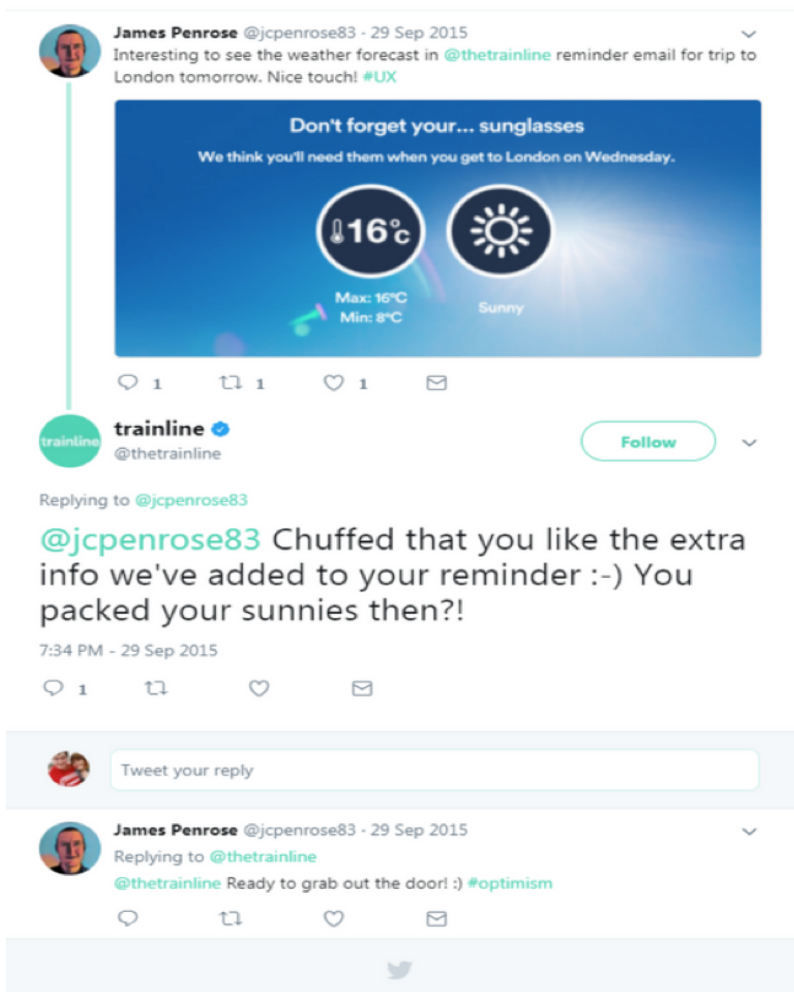 James Penrose @jcpenrose83 · 29 Sep 2015
Interesting to see the weather forecast in @thetrainline reminder email for trip to
London tomorrow. Nice touch! #UX
Don't forget your... sunglasses
We think you'll need them when you get to London on Wednesday.
16°c
Max: 16°C
Min: 8°C
Sunny
1 1 1
trainline
trainline
@thetrainline
Follow
Replying to @jcpenrose83
@jcpenrose83 Chuffed that you like the extra
info we've added to your reminder :-) You
packed your sunnies then?!
7:34 PM - 29 Sep 2015
1
Tweet your reply
James Penrose @jcpenrose83 · 29 Sep 2015
Replying to @thetrainline
@thetrainline Ready to grab out the door! :) #optimism